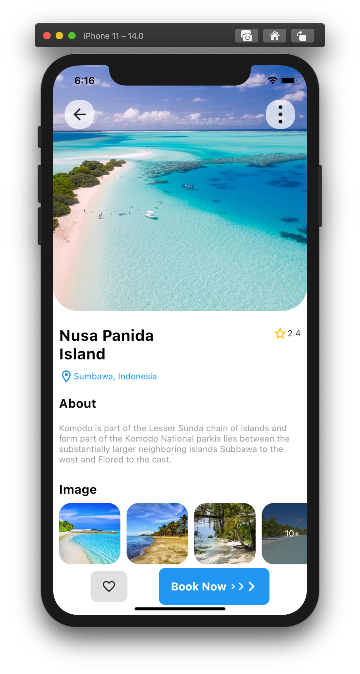 iPhone 11 – 14.0
6:16
Nusa Panida
Island
2.4
Sumbawa, Indonesia
About
Komodo is part of the Lesser Sunda chain of islands and
form part of the Komodo National parkis lies between the
substantially larger neighboring islands Subbawa to the
west and Flored to the cast.
Image
10+
Book Now